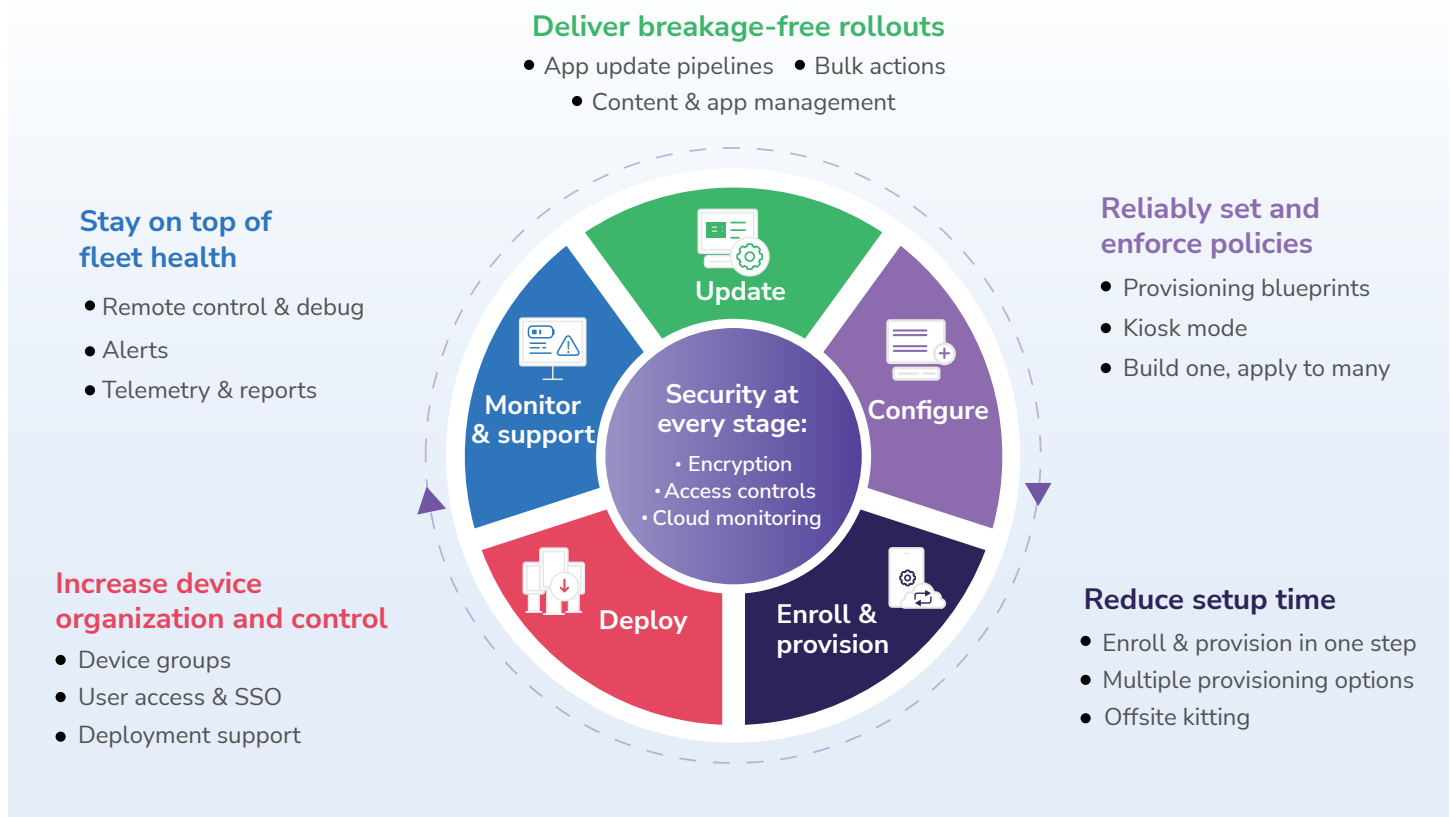 Deliver breakage-free rollouts
• App update pipelines • Bulk actions
• Content & app management
Stay on top of
fleet health
• Remote control & debug
• Alerts
• Telemetry & reports
Reliably set and
enforce policies
• Provisioning blueprints
• Kiosk mode
• Build one, apply to many
Update
Monitor
& support
Configure
Security at
every stage:
• Encryption
• Access controls
• Cloud monitoring
Deploy
Enroll &
provision
Increase device
organization and control
• Device groups
• User access & SSO
• Deployment support
Reduce setup time
• Enroll & provision in one step
• Multiple provisioning options
• Offsite kitting